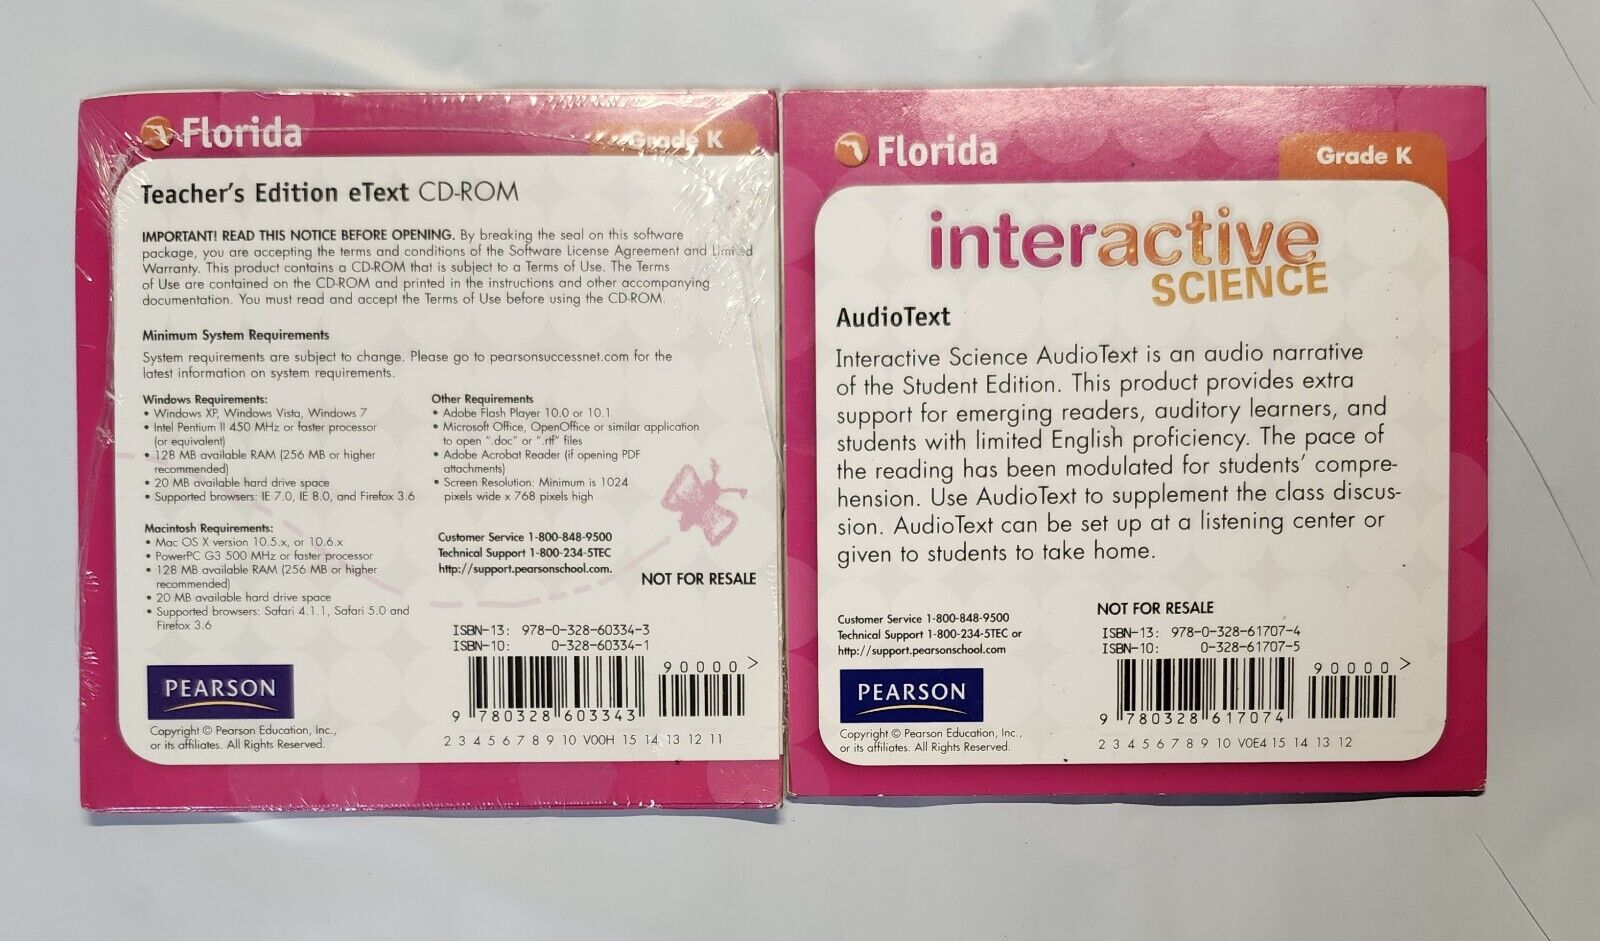 Florida
Grade K
Teacher's Edition eText CD-ROM
IMPORTANT! READ THIS NOTICE BEFORE OPENING. By breaking the seal on this software
package, you are accepting the terms and conditions of the Software License Agreement and Limited
Warranty. This product contains a CD-ROM that is subject to a Terms of Use. The Terms
of Use are contained on the CD-ROM and printed in the instructions and other accompanying
documentation. You must read and accept the Terms of Use before using the CD-ROM.
Minimum System Requirements
System requirements are subject to change. Please go to pearsonsuccessnet.com for the
latest information on system requirements.
Windows Requirements:
• Windows XP, Windows Vista, Windows 7
• Intel Pentium II 450 MHz or faster processor
(or equivalent)
• 128 MB available RAM (256 MB or higher
recommended)
• 20 MB available hard drive space
• Supported browsers: IE 7.0, IE 8.0, and Firefox 3.6
Macintosh Requirements:
• Mac OS X version 10.5.x, or 10.6.x
• PowerPC G3 500 MHz or faster processor
• 128 MB available RAM (256 MB or higher
recommended)
• 20 MB available hard drive space
• Supported browsers: Safari 4.1.1, Safari 5.0 and
Firefox 3.6
Other Requirements
• Adobe Flash Player 10.0 or 10.1
• Microsoft Office, OpenOffice or similar application
to open ".doc" or ".rtf" files
• Adobe Acrobat Reader (if opening PDF
attachments)
• Screen Resolution: Minimum is 1024
pixels wide x 768 pixels high
Customer Service 1-800-848-9500
Technical Support 1-800-234-5TEC
http://support.pearsonschool.com.
NOT FOR RESALE
ISBN-13: 978-0-328-60334-3
ISBN-10: 0-328-60334-1
90000>
9 780328 603343
2 3 4 5 6 7 8 9 10 V00H 15 14 13 12 11
PEARSON
Copyright © Pearson Education, Inc.,
or its affiliates. All Rights Reserved.
Florida
Grade K
interactive
SCIENCE
AudioText
Interactive Science AudioText is an audio narrative
of the Student Edition. This product provides extra
support for emerging readers, auditory learners, and
students with limited English proficiency. The pace of
the reading has been modulated for students' compre-
hension. Use AudioText to supplement the class discus-
sion. AudioText can be set up at a listening center or
given to students to take home.
Customer Service 1-800-848-9500
Technical Support 1-800-234-5TEC or
http://support.pearsonschool.com
NOT FOR RESALE
ISBN-13: 978-0-328-61707-4
ISBN-10: 0-328-61707-5
90000>
9 780328 617074
2 3 4 5 6 7 8 9 10 V0E4 15 14 13 12
PEARSON
Copyright © Pearson Education, Inc.,
or its affiliates. All Rights Reserved.